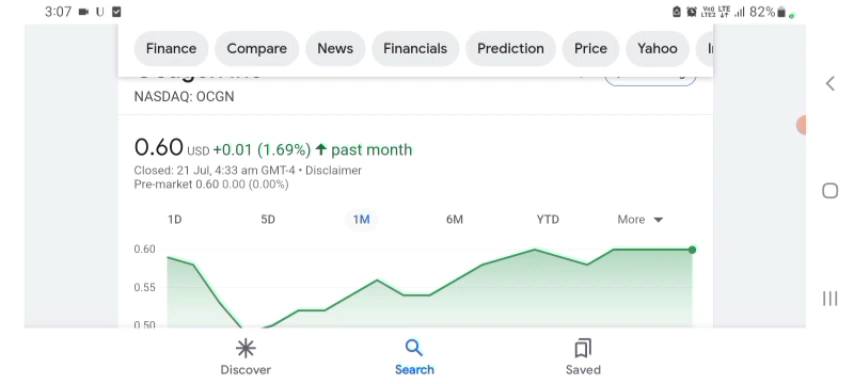 3:07 U 82%
Finance Compare News Financials Prediction Price Yahoo
NASDAQ: OCGN
0.60 USD +0.01 (1.69%) ↑ past month
Closed: 21 Jul, 4:33 am GMT-4 • Disclaimer
Pre-market 0.60 0.00 (0.00%)
1D 5D 1M 6M YTD More
0.60
0.55
0.50
Discover Search Saved